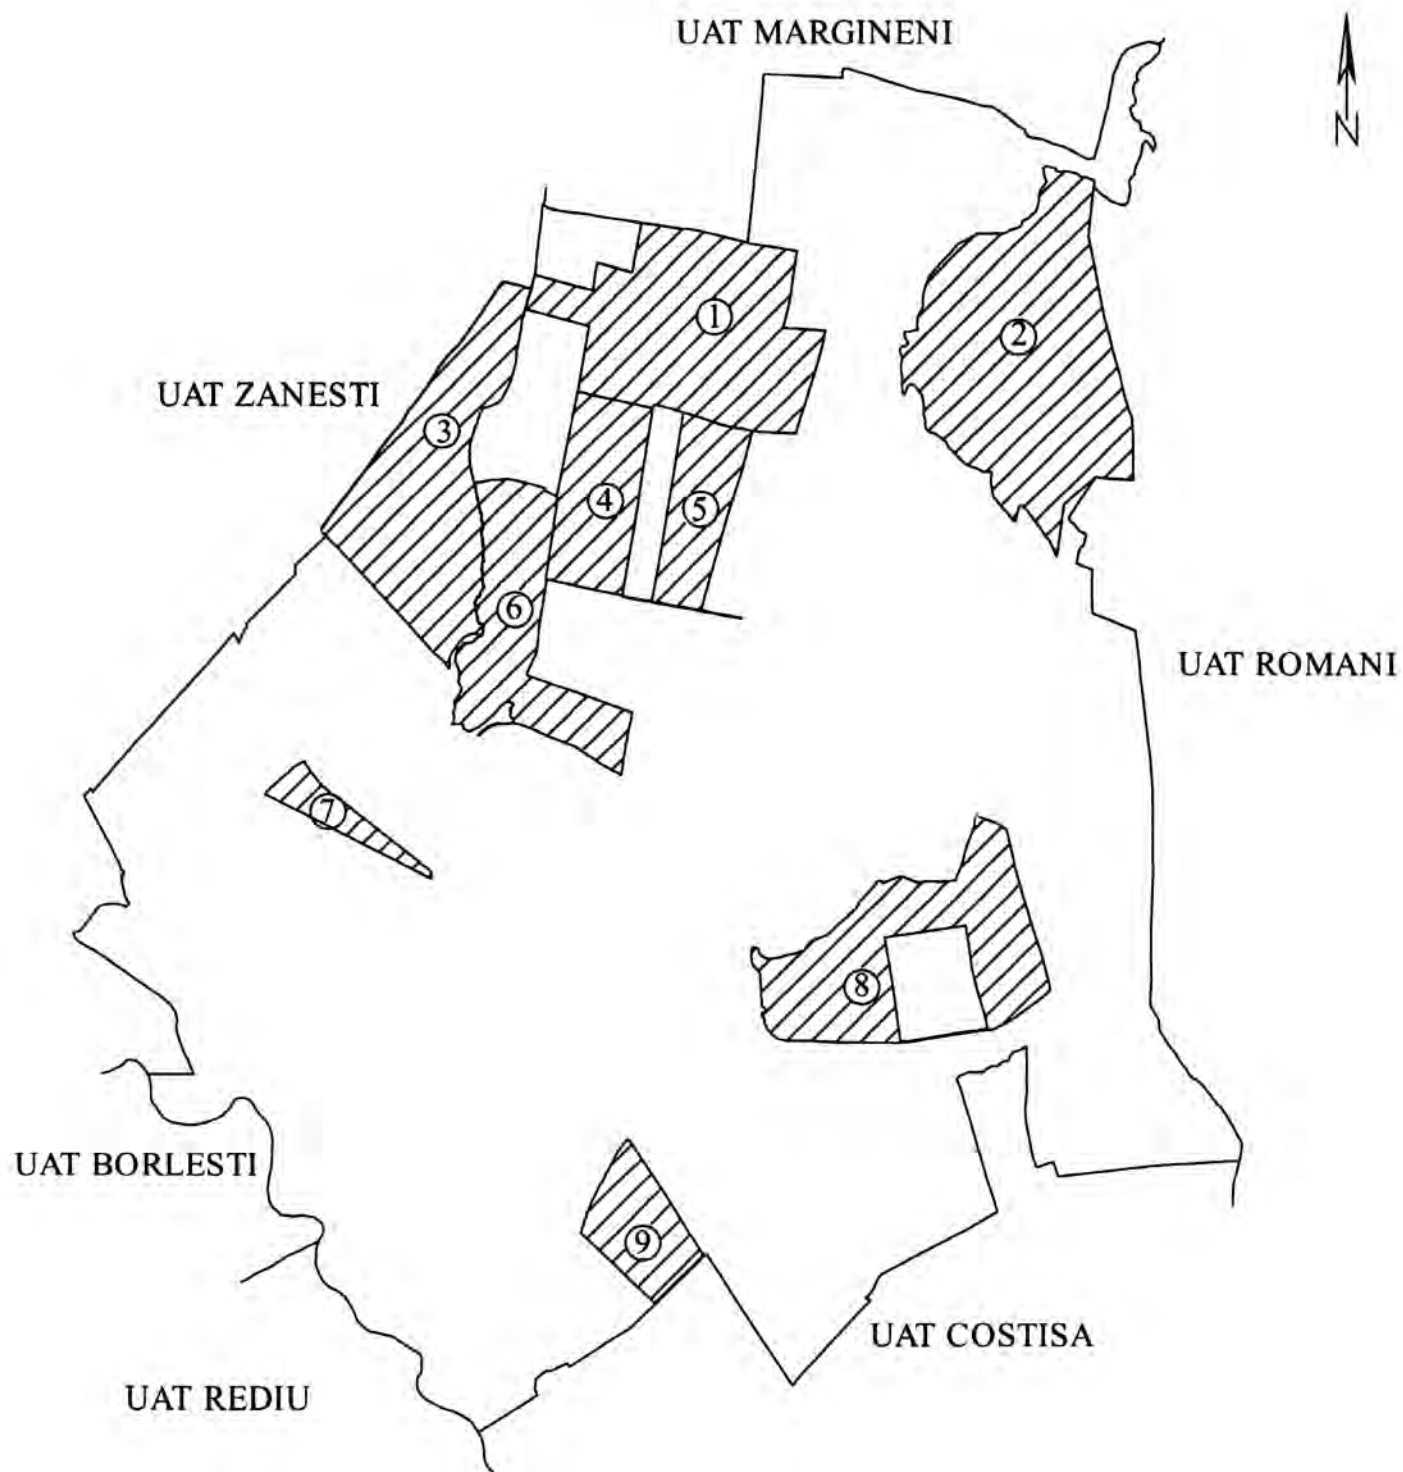 UAT MARGINENI
N
1
2
UAT ZANESTI
3
4
5
6
UAT ROMANI
7
8
UAT BORLESTI
9
UAT COSTISA
UAT REDIU